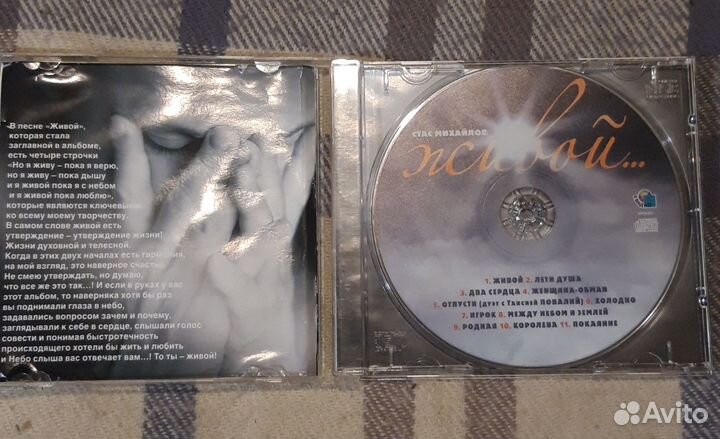 В песне «Живой»,
которая стала
заглавной в альбоме,
есть четыре строчки
«Но я живу – пока я верю,
но я живу – пока дышу
и я живой пока я с небом
и я живой пока люблю»,
которые являются ключевыми
ко всему моему творчеству.
В самом слове живой есть
утверждение – утверждение жизни!
Жизни духовной и телесной.
Когда в этих двух началах есть гармония,
на мой взгляд, это наверное счастье.
Не смею утверждать, но думаю,
что все же это так...! И если в руках у вас
этот альбом, то наверняка хотя бы раз
вы поднимали глаза в небо,
задавались вопросом зачем и почему,
заглядывали к себе в сердце, слышали голос
совести и понимая быстротечность
происходящего хотели бы жить и любить
и Небо слыша вас отвечает вам...! То ты – живой!
СТАС МИХАЙЛОВ
живой...
1. ЖИВОЙ 2. ЛЕТИ ДУША
3. ДВА СЕРДЦА 4. ЖЕНЩИНА-ОБМАН
5. ОТПУСТИ (дуэт с Таисией ПОВАЛИЙ) 6. ХОЛОДНО
7. ИГРОК 8. МЕЖДУ НЕБОМ И ЗЕМЛЕЙ
9. РОДНАЯ 10. КОРОЛЕВА 11. ПОКАЯНИЕ
Avito